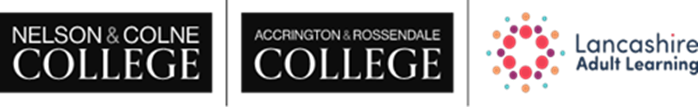 NELSON & COLNE
COLLEGE
ACCRINGTON & ROSSENDALE
COLLEGE
Lancashire
Adult Learning